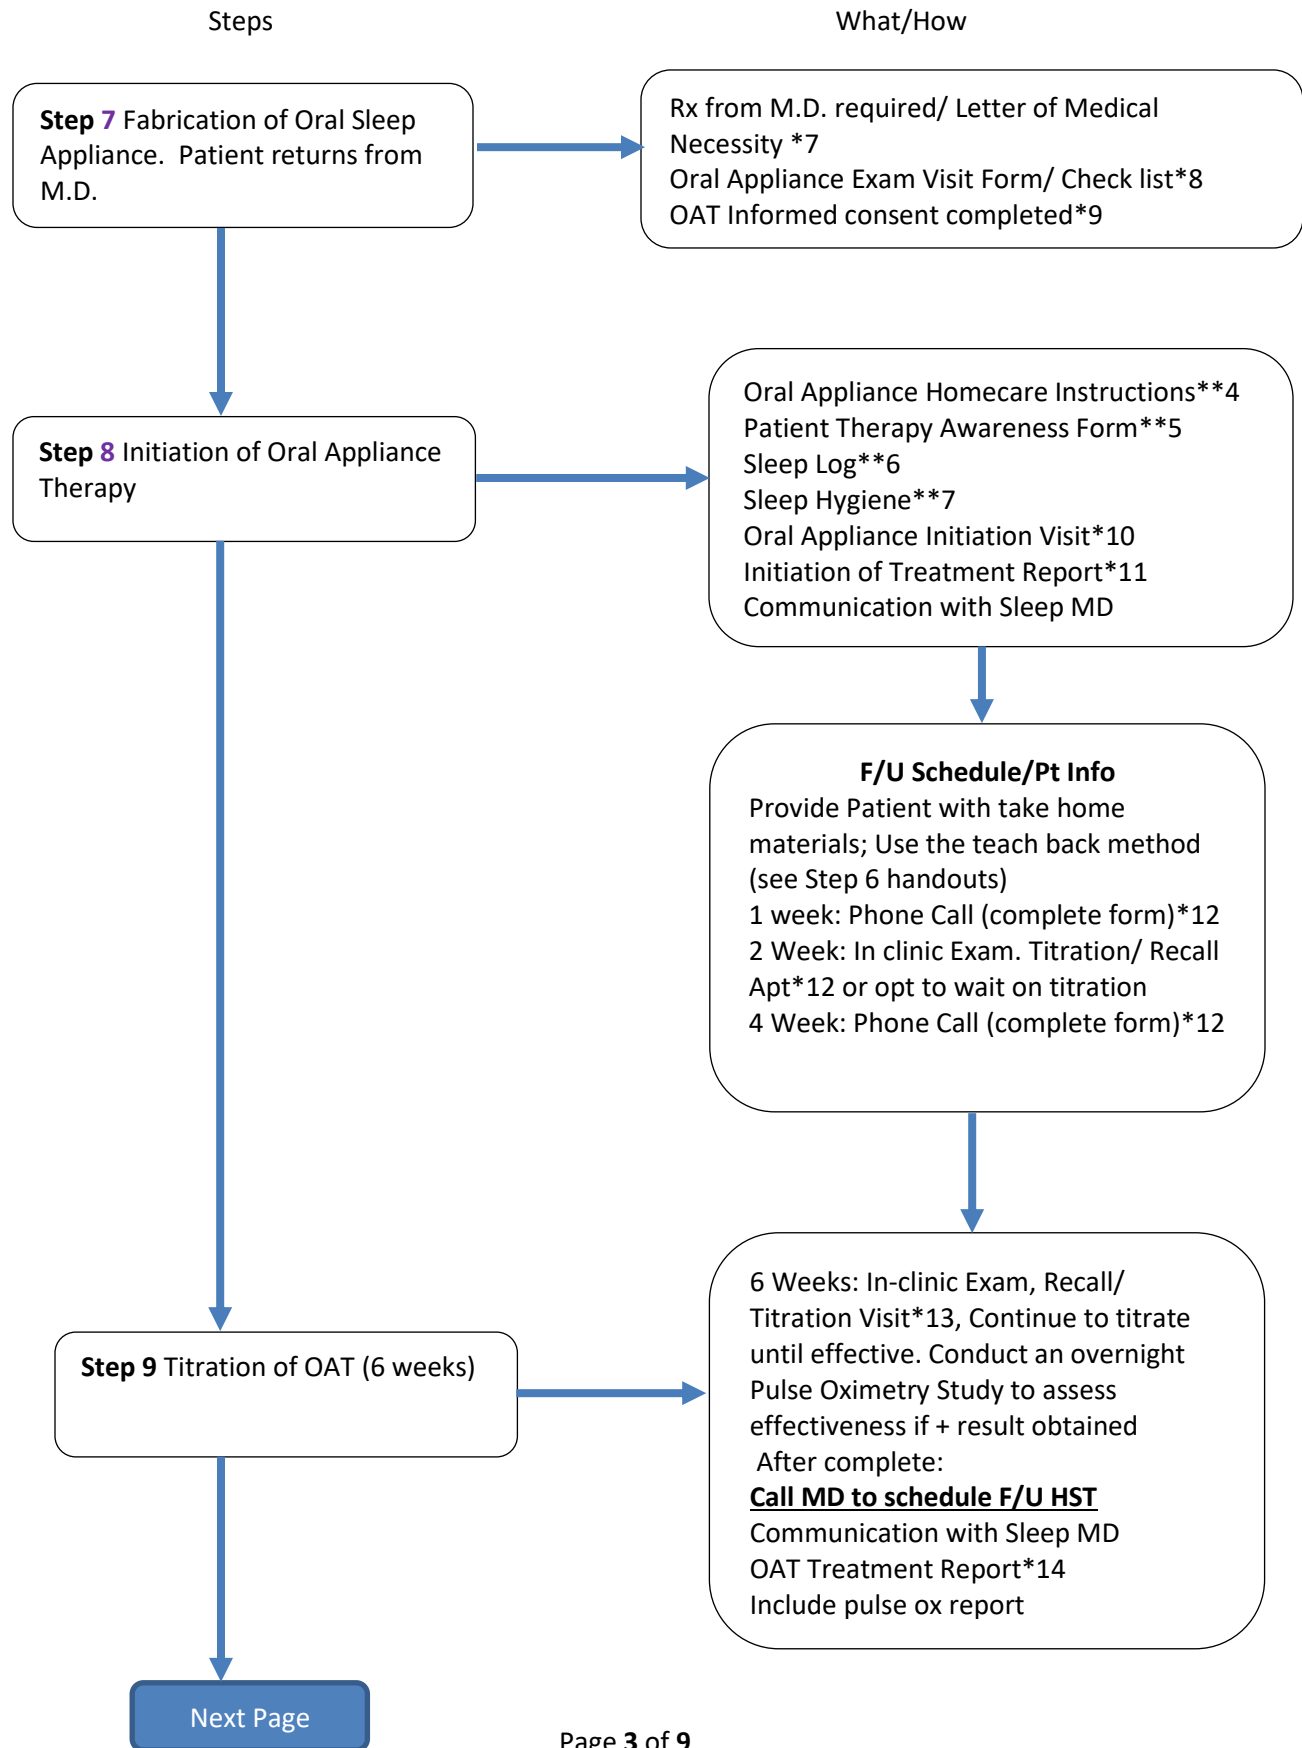 Steps
What/How
Step 7 Fabrication of Oral Sleep
Appliance.  Patient returns from
M.D.
Rx from M.D. required/ Letter of Medical
Necessity *7
Oral Appliance Exam Visit Form/ Check list*8
OAT Informed consent completed*9
Step 8 Initiation of Oral Appliance
Therapy
Oral Appliance Homecare Instructions**4
Patient Therapy Awareness Form**5
Sleep Log**6
Sleep Hygiene**7
Oral Appliance Initiation Visit*10
Initiation of Treatment Report*11
Communication with Sleep MD
F/U Schedule/Pt Info
Provide Patient with take home
materials; Use the teach back method
(see Step 6 handouts)
1 week: Phone Call (complete form)*12
2 Week: In clinic Exam. Titration/ Recall
Apt*12 or opt to wait on titration
4 Week: Phone Call (complete form)*12
Step 9 Titration of OAT (6 weeks)
6 Weeks: In-clinic Exam, Recall/
Titration Visit*13, Continue to titrate
until effective. Conduct an overnight
Pulse Oximetry Study to assess
effectiveness if + result obtained
After complete:
Call MD to schedule F/U HST
Communication with Sleep MD
OAT Treatment Report*14
Include pulse ox report
Next Page
Page 3 of 9